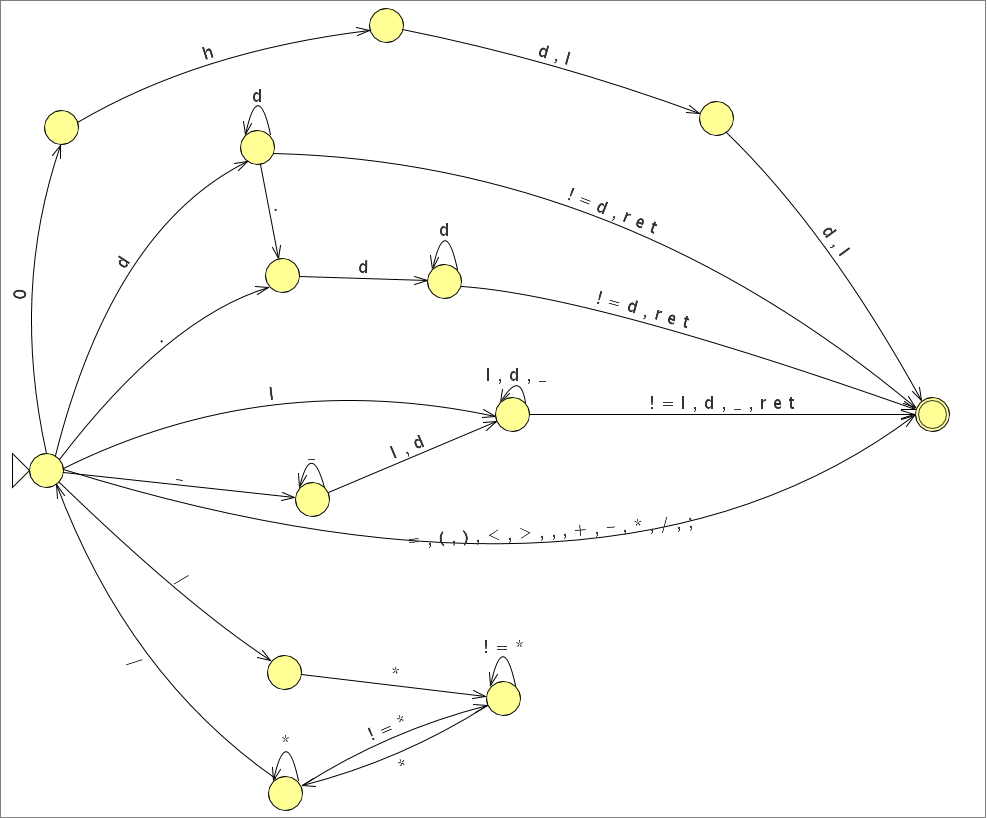 h
d , l
d
! = d , r e t
.
d
d , l
d
d
0
! = d , r e t
.
l , d , _
l
! = l , d , _ , r e t
l , d
_
_
= , ( , ) , < , > , , , + , - , * , / , ;
/
* 
! = *
/
! = *
*
*